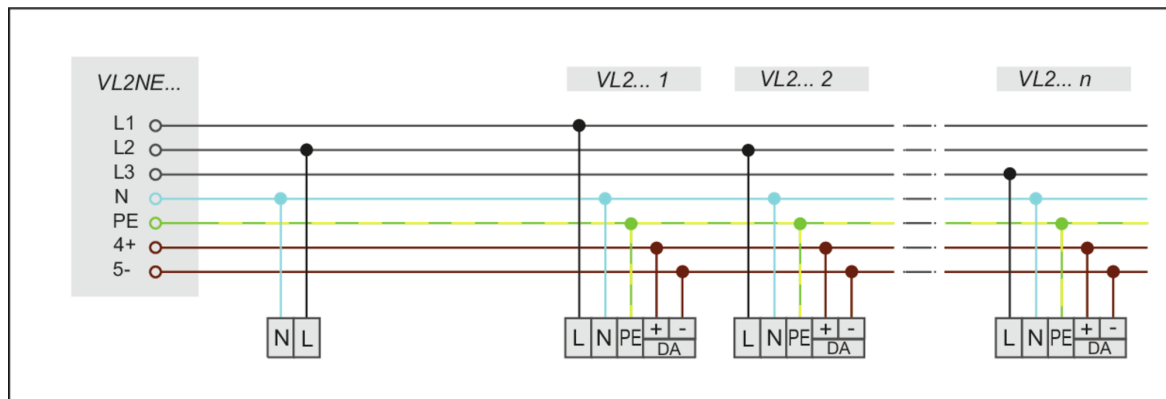 VL2NE...
VL2... 1
VL2... 2
VL2... n
L1
L2
L3
N
PE
4+
5-
N L
L N PE + -
DA
L N PE + -
DA
L N PE + -
DA